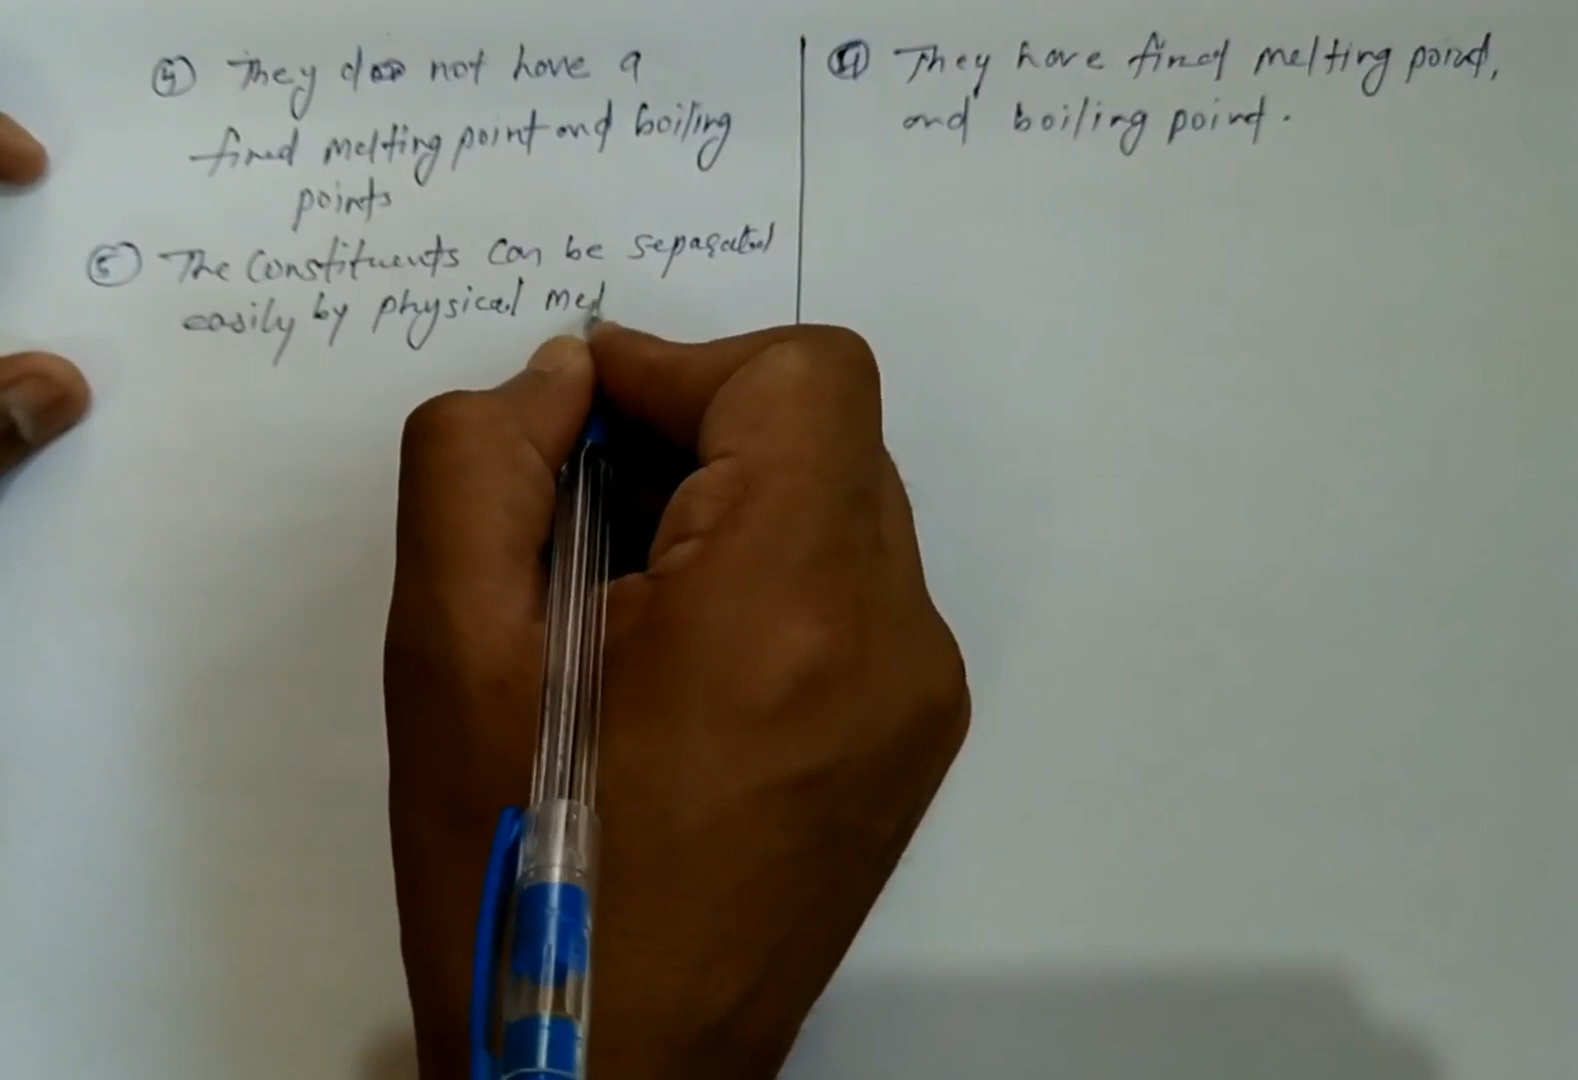 ④ They do not have a
fixed melting point and boiling
points
⑤ The Constituents can be separated
easily by physical met
④ They have fixed melting point,
and boiling point.